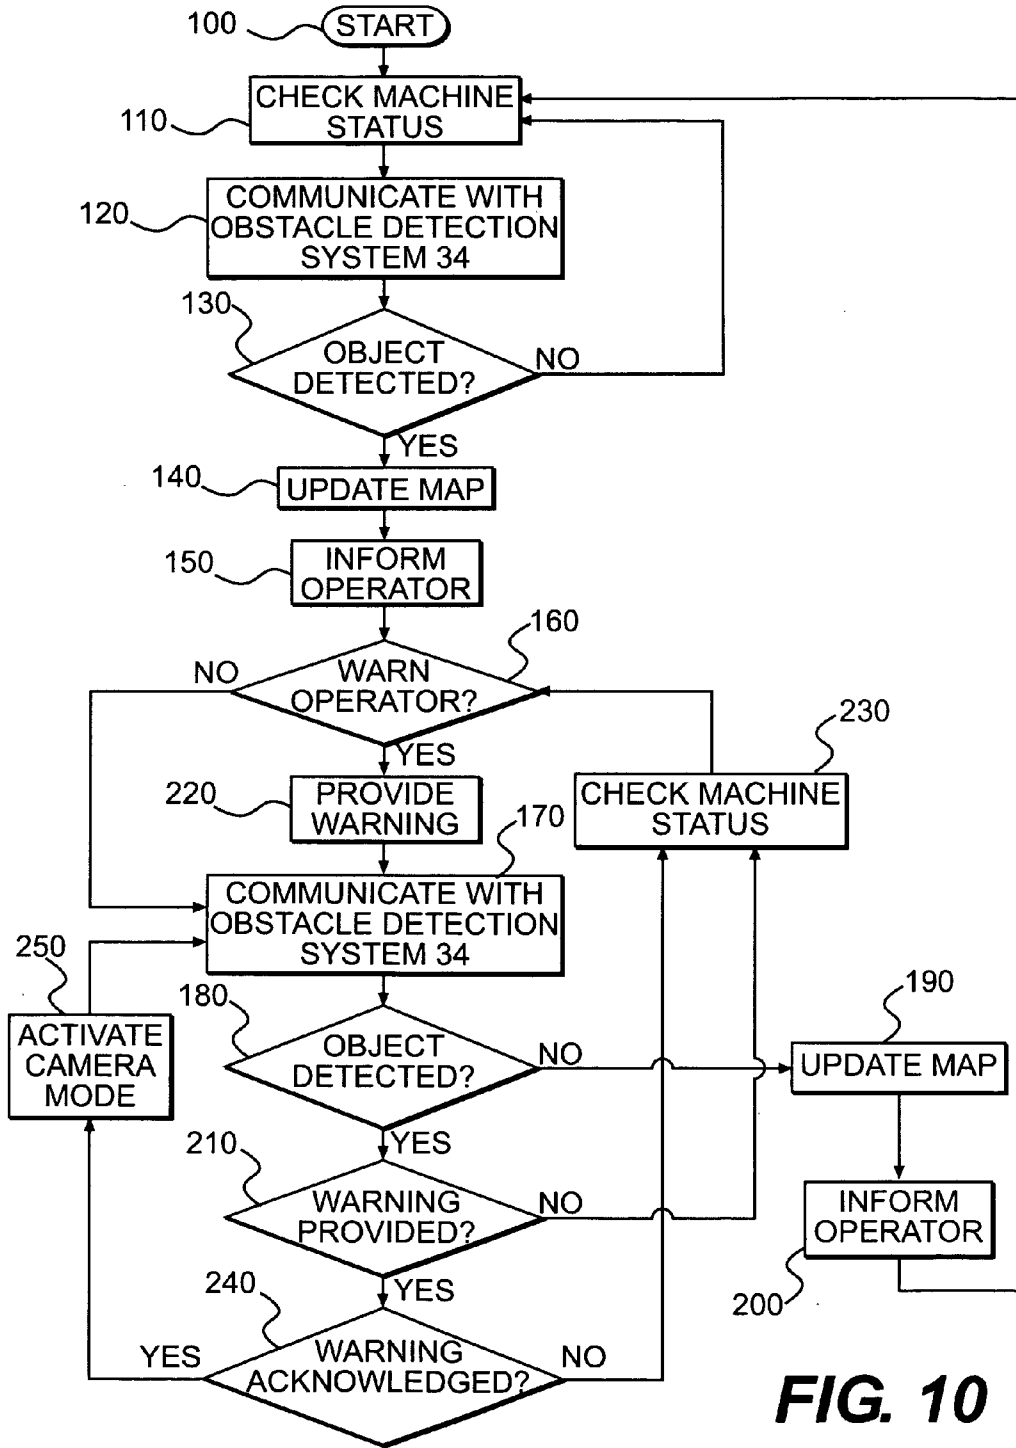 100
START
CHECK MACHINE
STATUS
110
COMMUNICATE WITH
OBSTACLE DETECTION
SYSTEM 34
120
130
OBJECT
DETECTED?
NO
YES
140
UPDATE MAP
150
INFORM
OPERATOR
160
NO
WARN
OPERATOR?
YES
230
220
PROVIDE
WARNING
CHECK MACHINE
STATUS
170
COMMUNICATE WITH
OBSTACLE DETECTION
SYSTEM 34
250
ACTIVATE
CAMERA
MODE
180
OBJECT
DETECTED?
NO
190
UPDATE MAP
YES
210
WARNING
PROVIDED?
NO
INFORM
OPERATOR
200
YES
240
YES
WARNING
ACKNOWLEDGED?
NO
FIG. 10